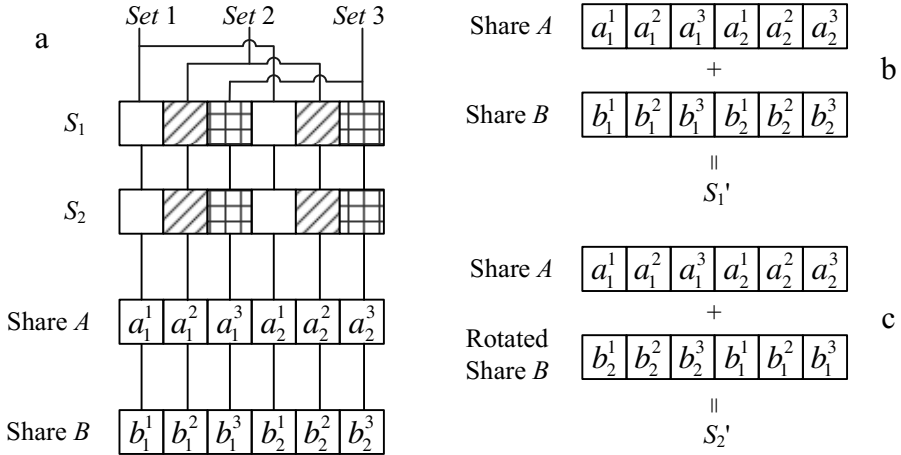 a
Set 1 Set 2 Set 3
S₁
S₂
Share A
a₁¹ a₁² a₁³ a₂¹ a₂² a₂³
Share B
b₁¹ b₁² b₁³ b₂¹ b₂² b₂³
b
Share A
a₁¹ a₁² a₁³ a₂¹ a₂² a₂³
+
Share B
b₁¹ b₁² b₁³ b₂¹ b₂² b₂³
=
S₁'
c
Share A
a₁¹ a₁² a₁³ a₂¹ a₂² a₂³
+
Rotated
Share B
b₂¹ b₂² b₂³ b₁¹ b₁² b₁³
=
S₂'